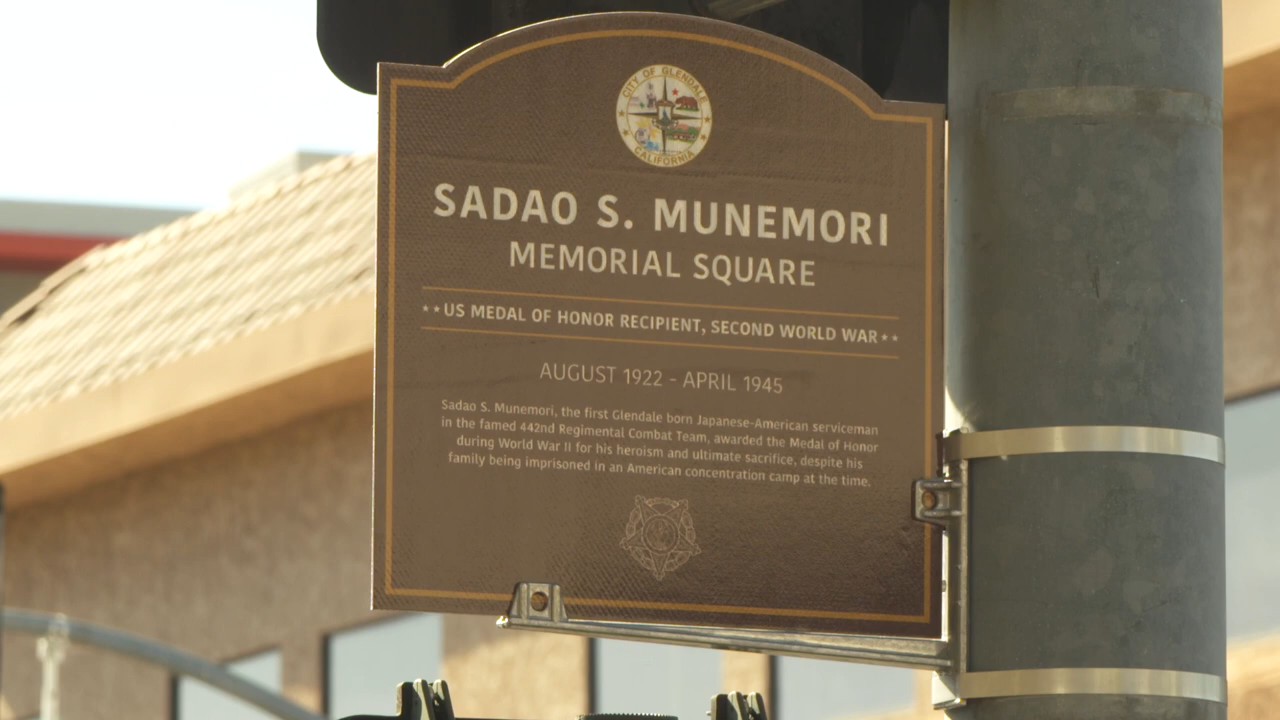 CITY OF GLENDALE
CALIFORNIA
SADAO S. MUNEMORI
MEMORIAL SQUARE
**US MEDAL OF HONOR RECIPIENT, SECOND WORLD WAR**
AUGUST 1922 - APRIL 1945
Sadao S. Munemori, the first Glendale born Japanese-American serviceman
in the famed 442nd Regimental Combat Team, awarded the Medal of Honor
during World War II for his heroism and ultimate sacrifice, despite his
family being imprisoned in an American concentration camp at the time.